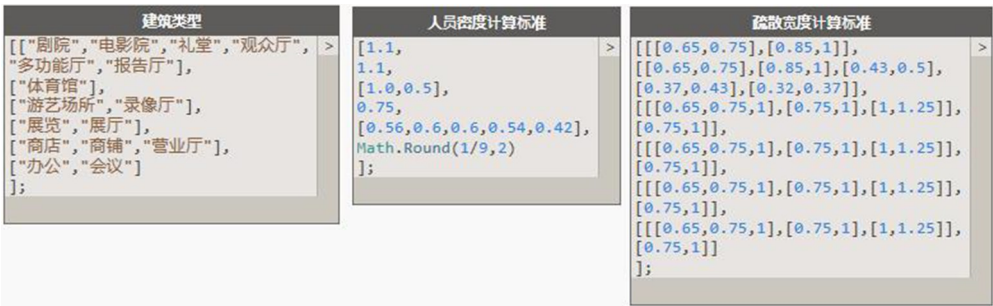 建筑类型
[["剧院","电影院","礼堂","观众厅",
"多功能厅","报告厅"],
["体育馆"],
["游艺场所","录像厅"],
["展览","展厅"],
["商店","商铺","营业厅"],
["办公","会议"]
];
>
人员密度计算标准
[1.1,
1.1,
[1.0,0.5],
0.75,
[0.56,0.6,0.6,0.54,0.42],
Math.Round(1/9,2)
];
>
疏散宽度计算标准
[[[0.65,0.75],[0.85,1]],
[[0.65,0.75],[0.85,1],[0.43,0.5],
[0.37,0.43],[0.32,0.37]],
[[[0.65,0.75,1],[0.75,1],[1,1.25]],
[0.75,1]],
[[[0.65,0.75,1],[0.75,1],[1,1.25]],
[0.75,1]],
[[[0.65,0.75,1],[0.75,1],[1,1.25]],
[0.75,1]],
[[[0.65,0.75,1],[0.75,1],[1,1.25]],
[0.75,1]]
];
>